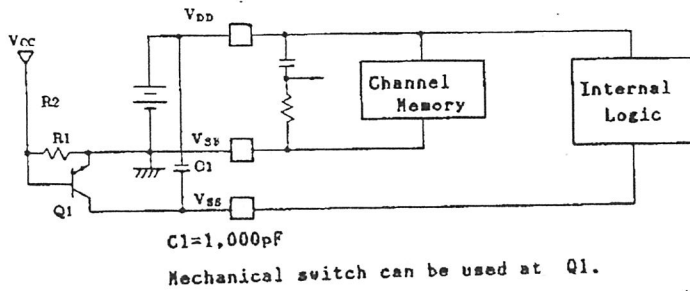 VDD
VCC
Channel
Memory
Internal
Logic
R2
R1
VSB
C1
Q1
VSS
C1=1,000pF
Mechanical switch can be used at Q1.